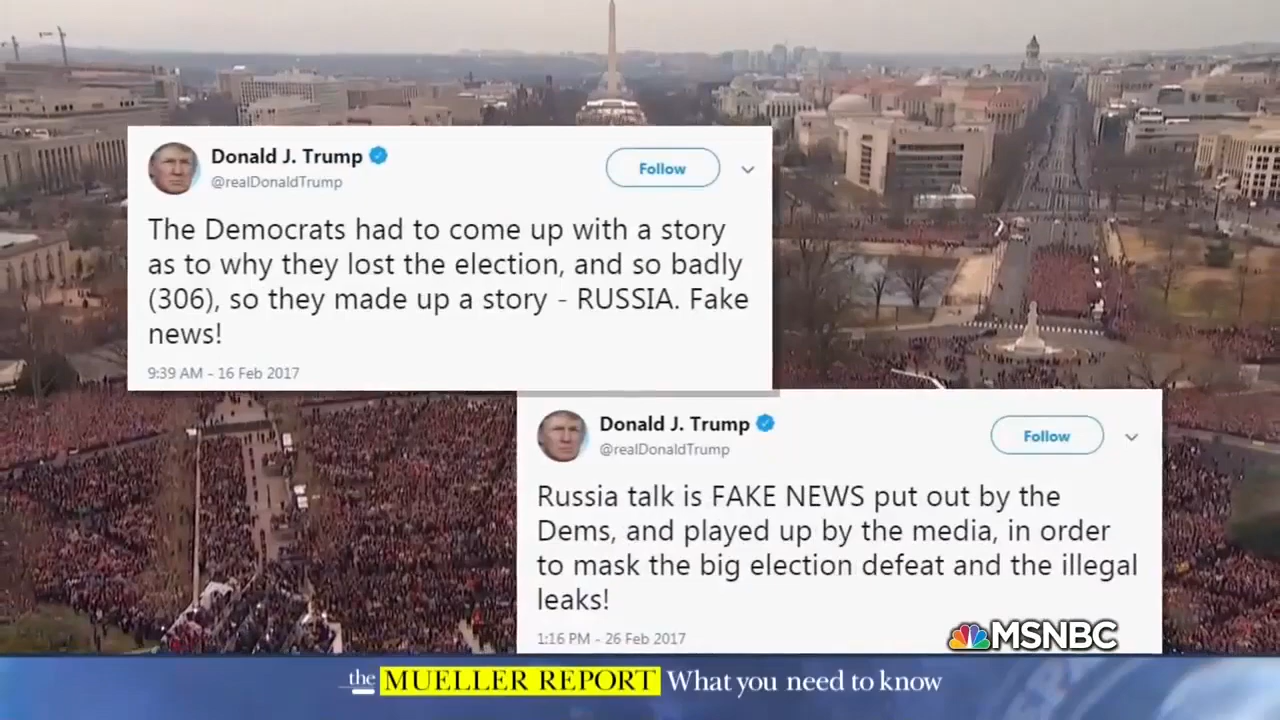 Donald J. Trump
@realDonaldTrump
Follow
The Democrats had to come up with a story
as to why they lost the election, and so badly
(306), so they made up a story - RUSSIA. Fake
news!
9:39 AM - 16 Feb 2017
Donald J. Trump
@realDonaldTrump
Follow
Russia talk is FAKE NEWS put out by the
Dems, and played up by the media, in order
to mask the big election defeat and the illegal
leaks!
1:16 PM - 26 Feb 2017
MSNBC
the MUELLER REPORT What you need to know